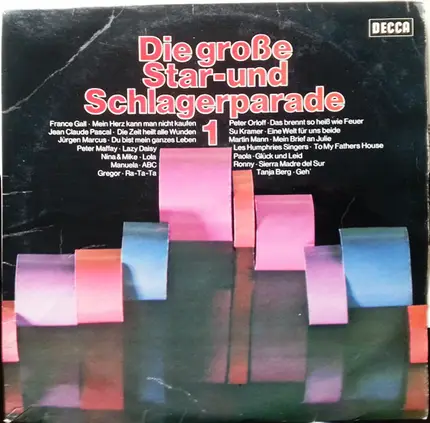 DECCA
Die große
Star-und
Schlagerparade
1
France Gall · Mein Herz kann man nicht kaufen
Jean Claude Pascal · Die Zeit heilt alle Wunden
Jürgen Marcus · Du bist mein ganzes Leben
Peter Maffay · Lazy Daisy
Nina & Mike · Lola
Manuela · ABC
Gregor · Ra-Ta-Ta
Peter Orloff · Das brennt so heiß wie Feuer
Su Kramer · Eine Welt für uns beide
Martin Mann · Mein Brief an Julie
Les Humphries Singers · To My Fathers House
Paola · Glück und Leid
Ronny · Sierra Madre del Sur
Tanja Berg · Geh'